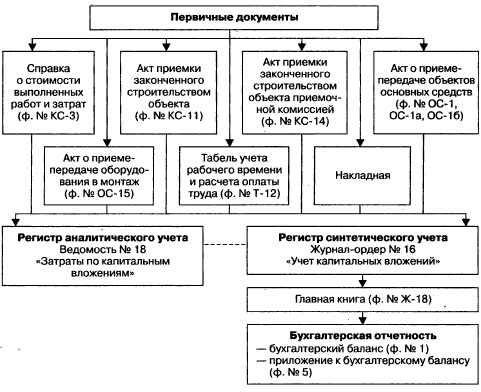 Первичные документы
Справка
о стоимости
выполненных
работ и затрат
(ф. № КС-3)
Акт приемки
законченного
строительством
объекта
(ф. № КС-11)
Акт приемки
законченного
строительством
объекта приемоч-
ной комиссией
(ф. № КС-14)
Акт о приеме-
передаче объектов
основных средств
(ф. № ОС-1,
ОС-1а, ОС-1б)
Акт о приеме-
передаче оборудо-
вания в монтаж
(ф. № ОС-15)
Табель учета
рабочего времени
и расчета оплаты
труда (ф. № Т-12)
Накладная
Регистр аналитического учета
Ведомость № 18
«Затраты по капитальным
вложениям»
Регистр синтетического учета
Журнал-ордер № 16
«Учет капитальных вложений»
Главная книга (ф. № Ж-18)
Бухгалтерская отчетность
— бухгалтерский баланс (ф. № 1)
— приложение к бухгалтерскому балансу
(ф. № 5)